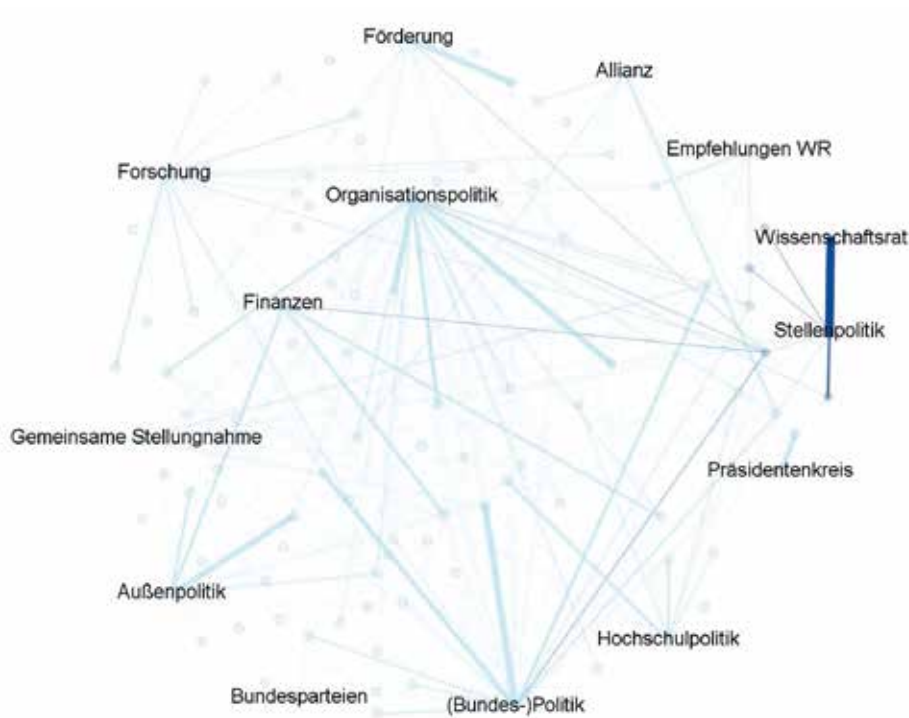 Förderung
Allianz
Empfehlungen WR
Forschung
Organisationspolitik
Wissenschaftsrat
Finanzen
Stellenpolitik
Gemeinsame Stellungnahme
Präsidentenkreis
Außenpolitik
Hochschulpolitik
Bundesparteien
(Bundes-)Politik